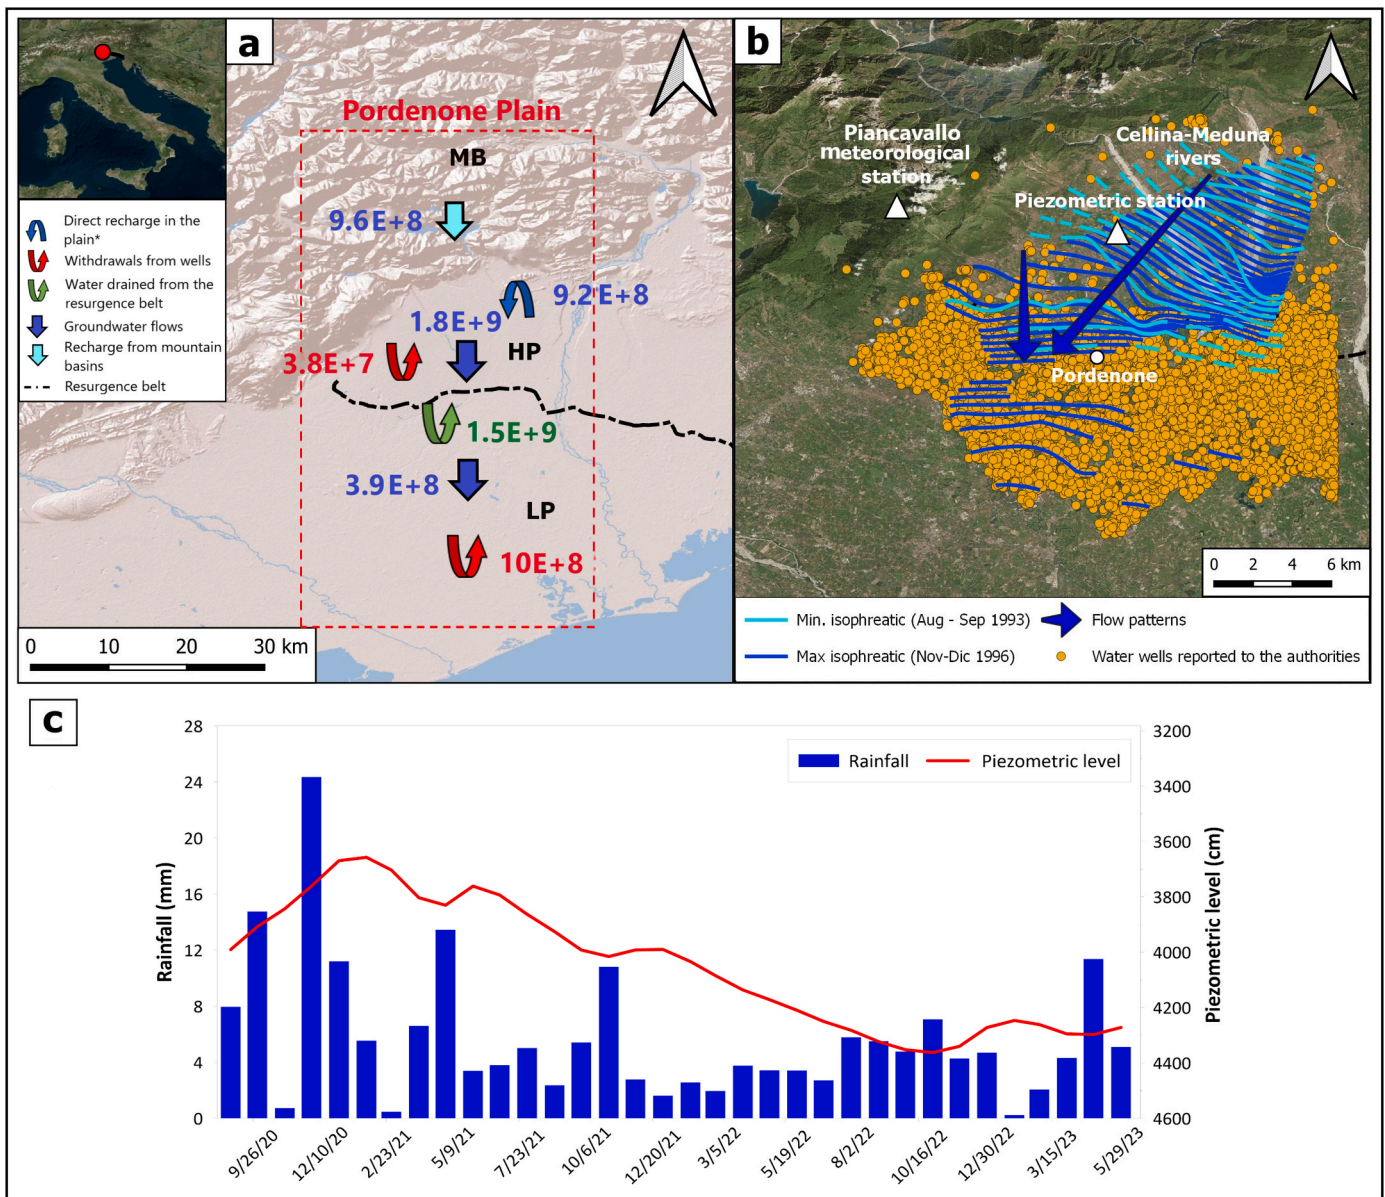 a
Pordenone Plain
MB
9.6E+8
9.2E+8
1.8E+9
HP
3.8E+7
1.5E+9
3.9E+8
LP
10E+8
Direct recharge in the
plain*
Withdrawals from wells
Water drained from the
resurgence belt
Groundwater flows
Recharge from mountain
basins
Resurgence belt
0 10 20 30 km
b
Piancavallo
meteorological
station
Cellina-Meduna
rivers
Piezometric station
Pordenone
0 2 4 6 km
Min. isophreatic (Aug - Sep 1993)
Flow patterns
Max isophreatic (Nov-Dic 1996)
Water wells reported to the authorities
c
Rainfall
Piezometric level
Rainfall (mm)
28
24
20
16
12
8
4
0
Piezometric level (cm)
3200
3400
3600
3800
4000
4200
4400
4600
9/26/20
12/10/20
2/23/21
5/9/21
7/23/21
10/6/21
12/20/21
3/5/22
5/19/22
8/2/22
10/16/22
12/30/22
3/15/23
5/29/23